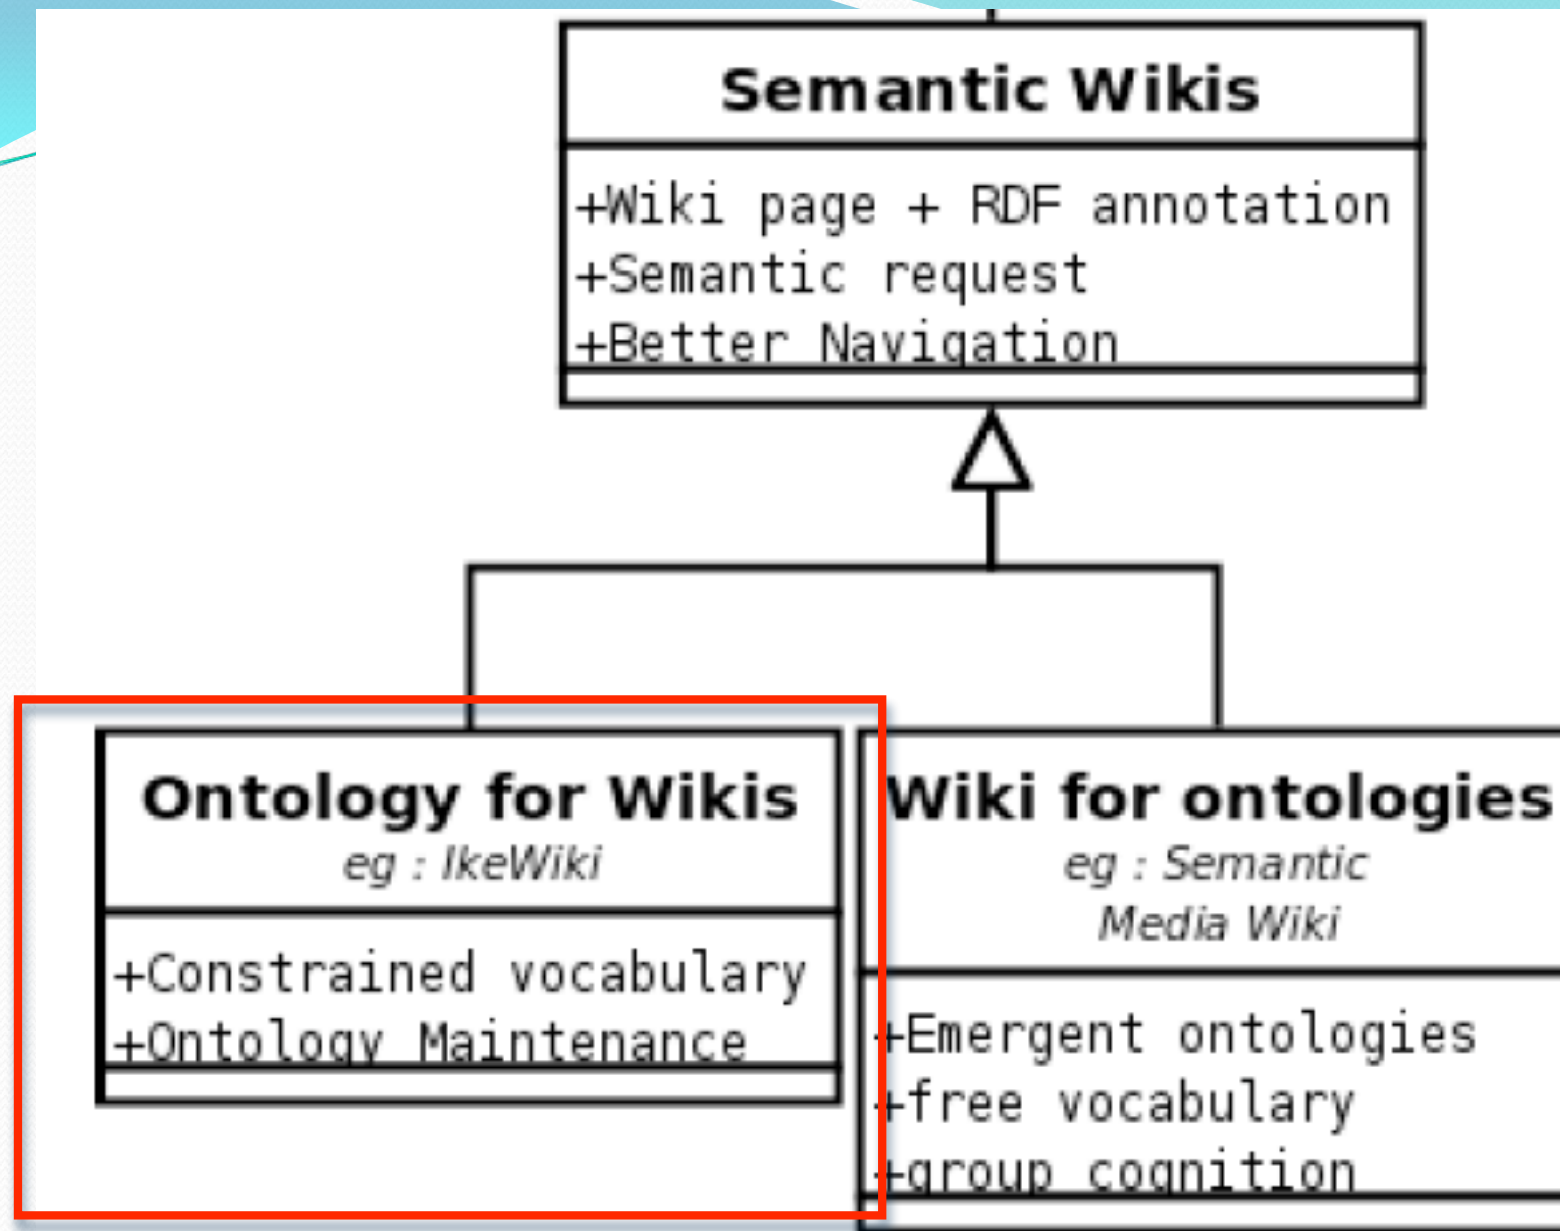 Semantic Wikis
+Wiki page + RDF annotation
+Semantic request
+Better Navigation
Ontology for Wikis
eg : IkeWiki
+Constrained vocabulary
+Ontology Maintenance
Wiki for ontologies
eg : Semantic
Media Wiki
+Emergent ontologies
+free vocabulary
+group cognition